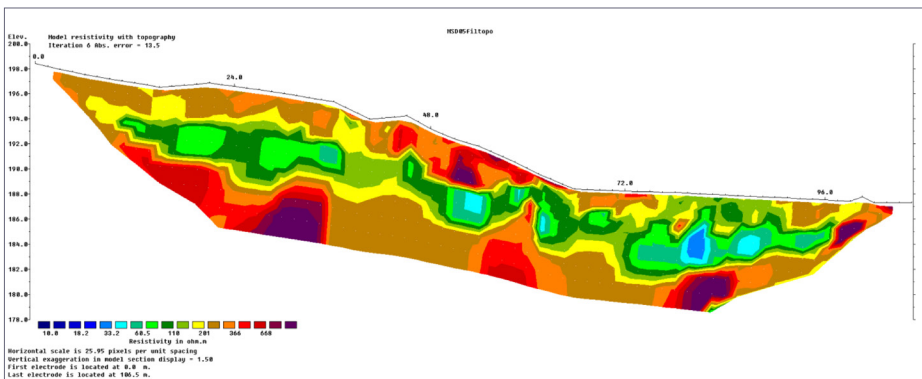 MSD05filtopo
Elev.
Model resistivity with topography
Iteration 6 Abs. error = 13.5
200.0
198.0
196.0
194.0
192.0
190.0
188.0
186.0
184.0
182.0
180.0
178.0
0.0
24.0
48.0
72.0
96.0
10.0 18.2 33.2 60.5 110 201 366 668
Resistivity in ohm.m
Horizontal scale is 25.95 pixels per unit spacing
Vertical exaggeration in model section display = 1.50
First electrode is located at 0.0 m.
Last electrode is located at 106.5 m.